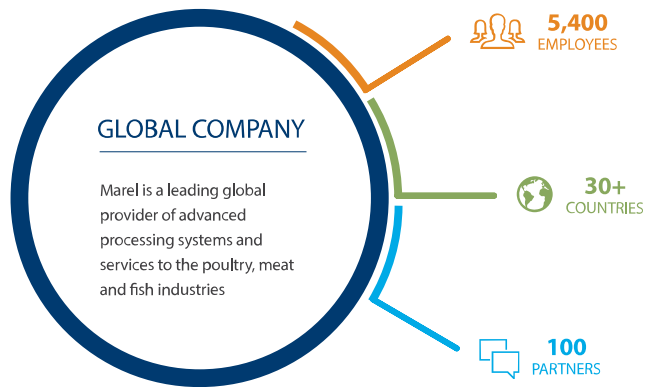 GLOBAL COMPANY
Marel is a leading global
provider of advanced
processing systems and
services to the poultry, meat
and fish industries
5,400
EMPLOYEES
30+
COUNTRIES
100
PARTNERS